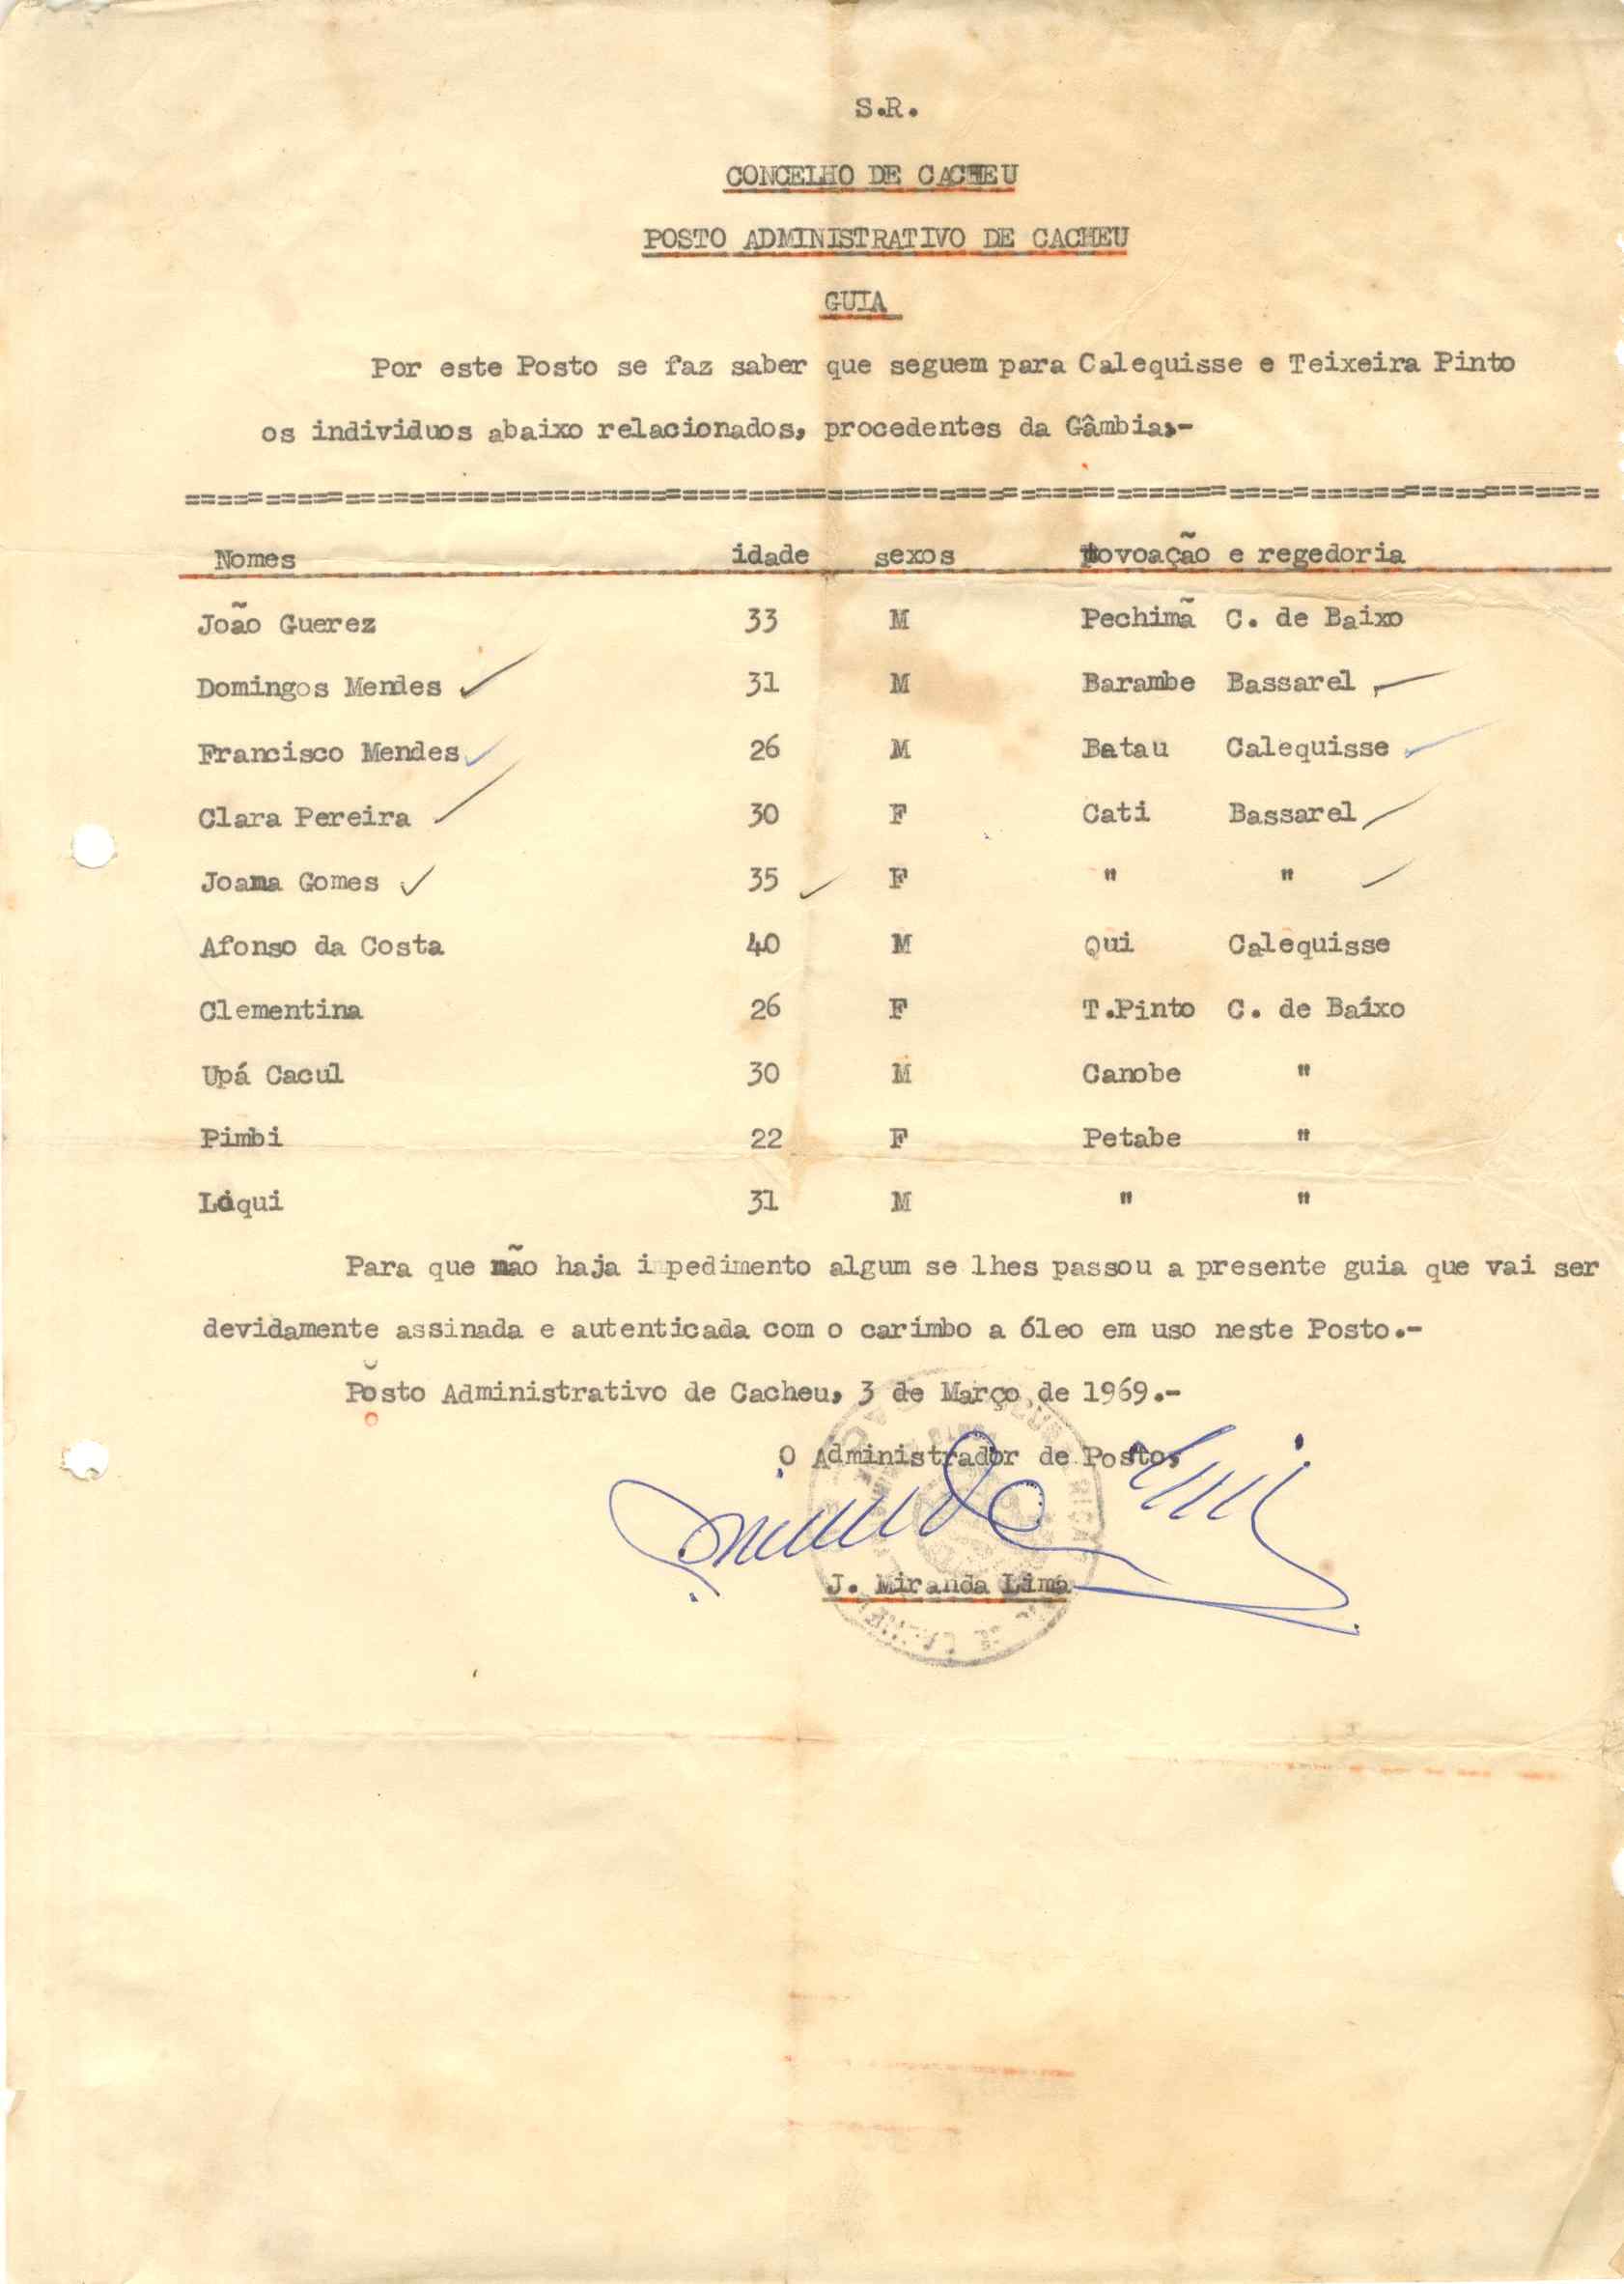 S.R.
CONCELHO DE CACHEU
POSTO ADMINISTRATIVO DE CACHEU
GUIA
Por este Posto se faz saber que seguem para Calequisse e Teixeira Pinto
os individuos abaixo relacionados, procedentes da Gâmbia,-
Nomes idade sexos Povoação e regedoria
João Guerez 33 M Pechimã C. de Baixo
Domingos Mendes 31 M Barambe Bassarel
Francisco Mendes 26 M Batau Calequisse
Clara Pereira 30 F Cati Bassarel
Joana Gomes 35 F " "
Afonso da Costa 40 M Qui Calequisse
Clementina 26 F T.Pinto C. de Baíxo
Upá Cacul 30 M Canobe "
Pimbi 22 F Petabe "
31 M " "
Para que não haja impedimento algum se lhes passou a presente guia que vai ser
devidamente assinada e autenticada com o carimbo a óleo em uso neste Posto.-
Posto Administrativo de Cacheu, 3 de Março de 1969.-
O Administrador de Posto,
J. Miranda Lima